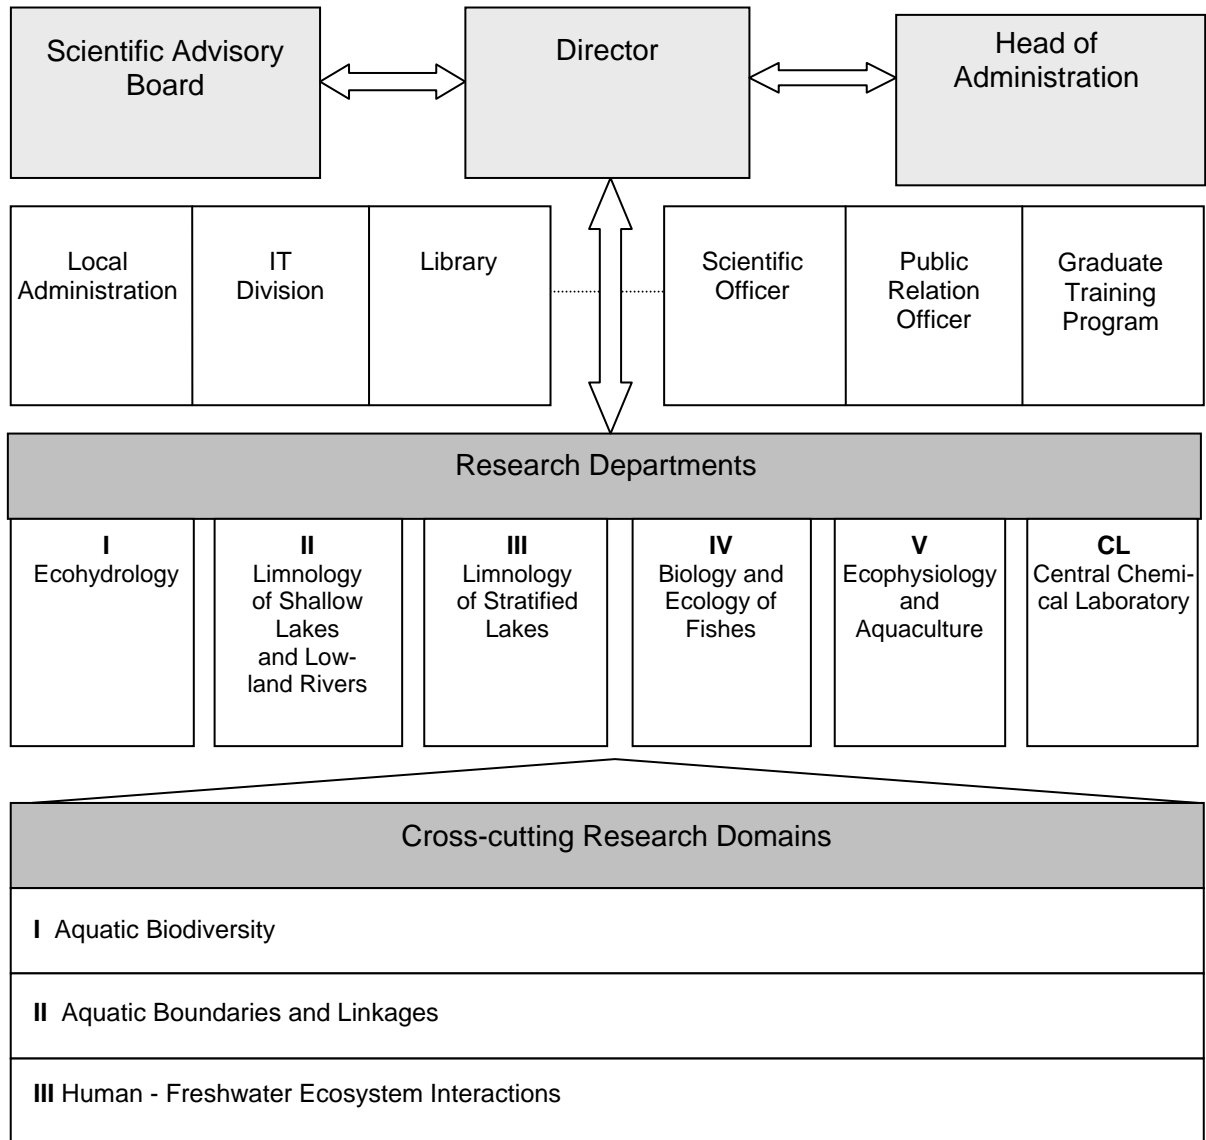 Scientific Advisory
Board
Director
Head of
Administration
Local
Administration
IT
Division
Library
Scientific
Officer
Public
Relation
Officer
Graduate
Training
Program
Research Departments
I
Ecohydrology
II
Limnology
of Shallow
Lakes
and Low-
land Rivers
III
Limnology
of Stratified
Lakes
IV
Biology and
Ecology of
Fishes
V
Ecophysiology
and
Aquaculture
CL
Central Chemi-
cal Laboratory
Cross-cutting Research Domains
I Aquatic Biodiversity
II Aquatic Boundaries and Linkages
III Human - Freshwater Ecosystem Interactions